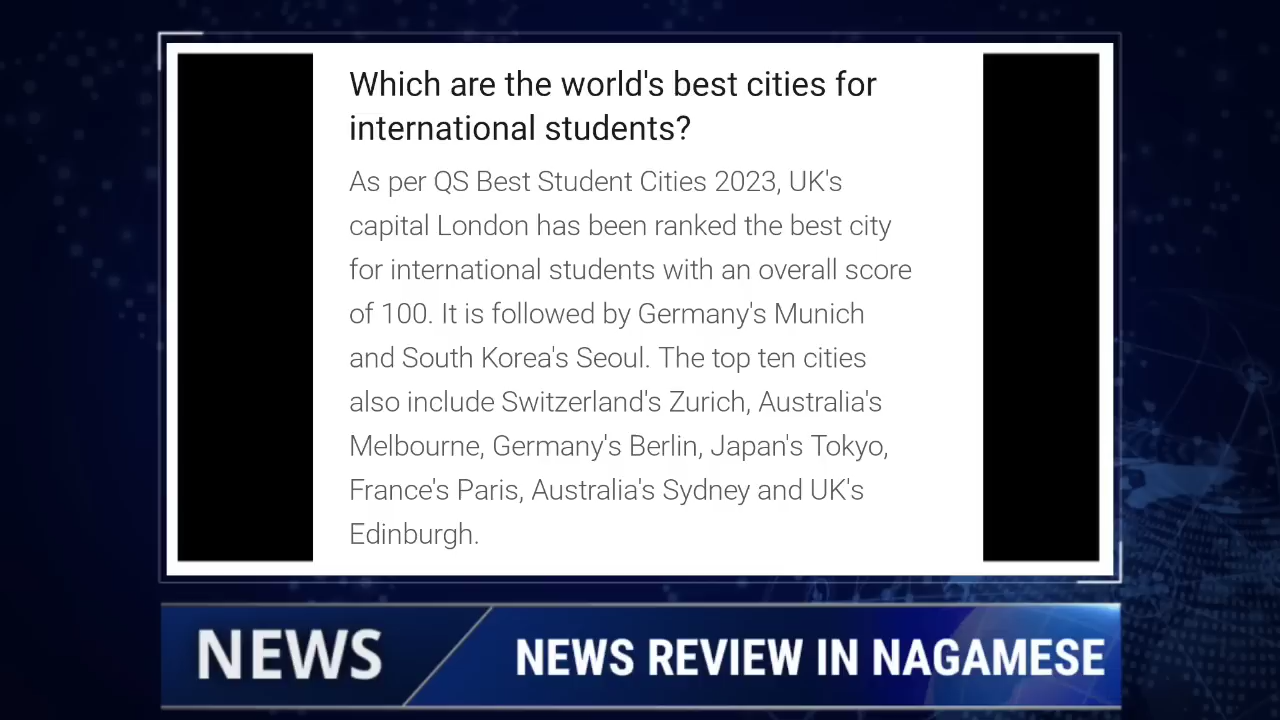 Which are the world's best cities for
international students?
As per QS Best Student Cities 2023, UK's
capital London has been ranked the best city
for international students with an overall score
of 100. It is followed by Germany's Munich
and South Korea's Seoul. The top ten cities
also include Switzerland's Zurich, Australia's
Melbourne, Germany's Berlin, Japan's Tokyo,
France's Paris, Australia's Sydney and UK's
Edinburgh.
NEWS
NEWS REVIEW IN NAGAMESE